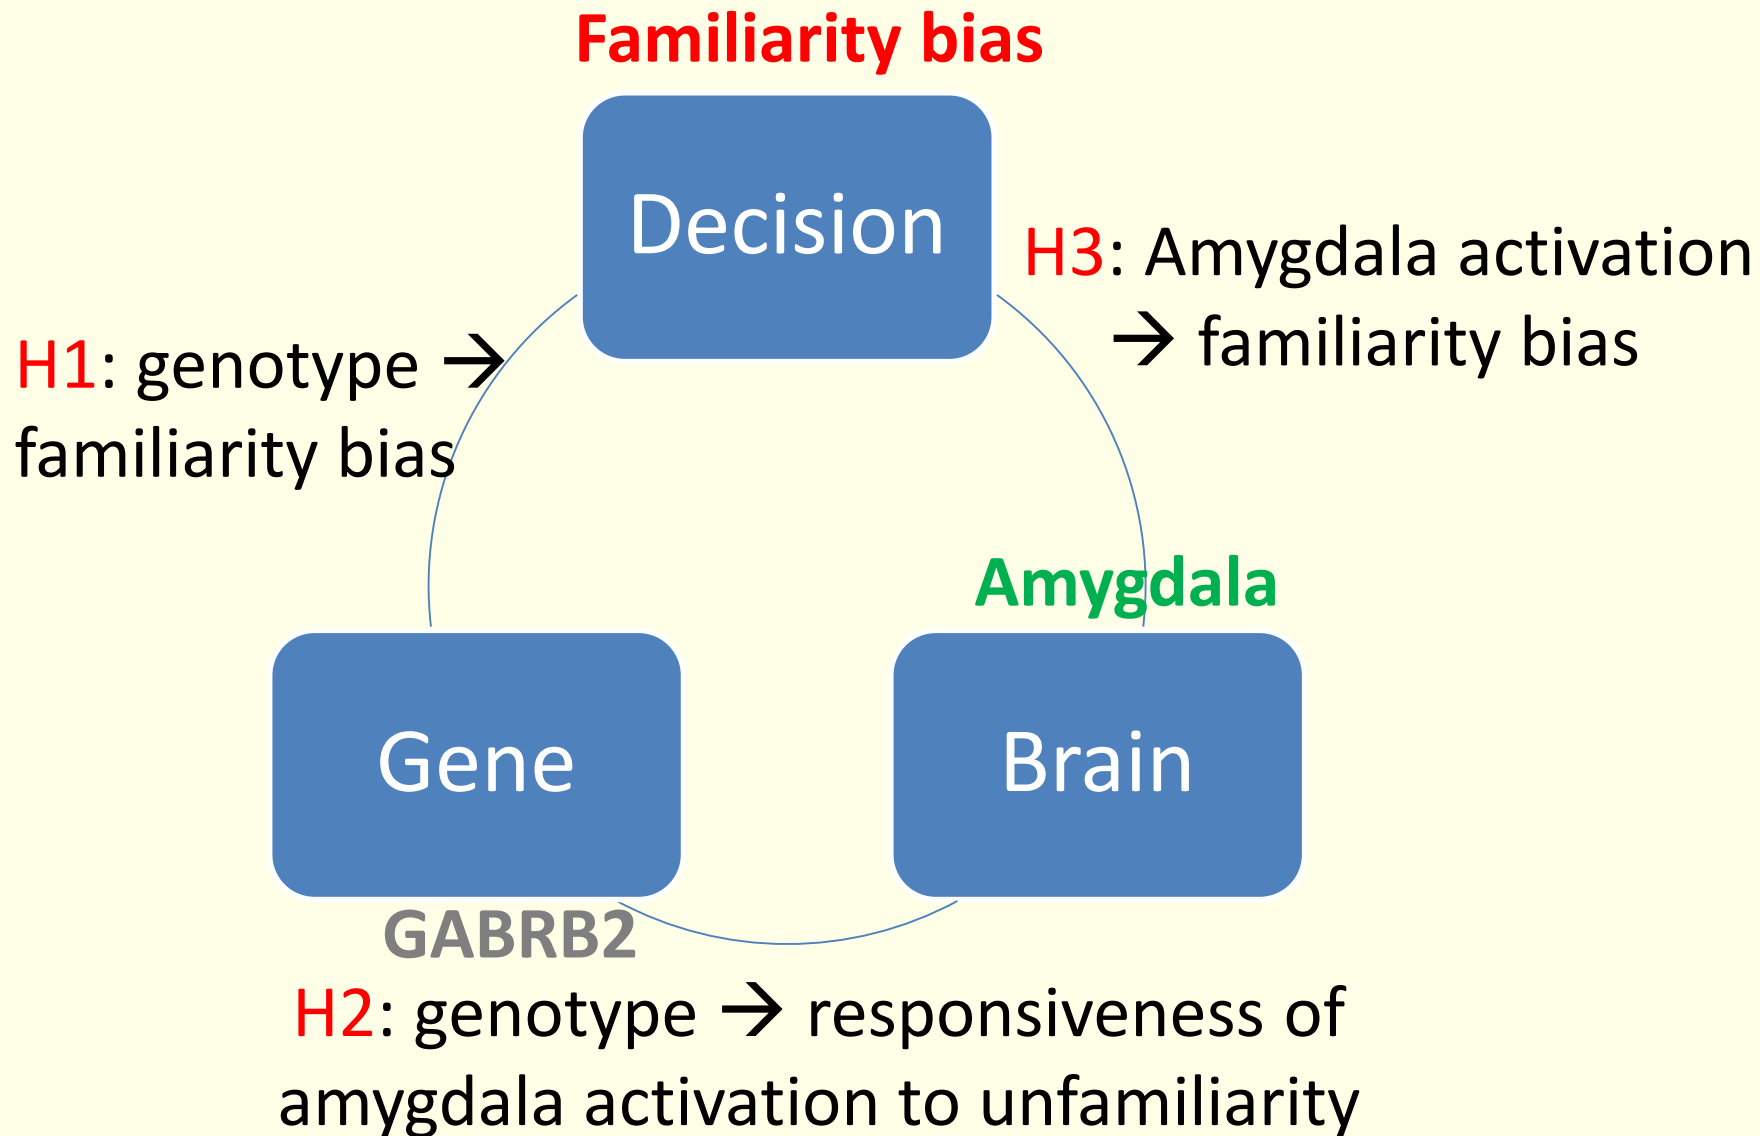 Familiarity bias
Decision
H3: Amygdala activation
→ familiarity bias
H1: genotype →
familiarity bias
Amygdala
Gene
Brain
GABRB2
H2: genotype → responsiveness of
amygdala activation to unfamiliarity